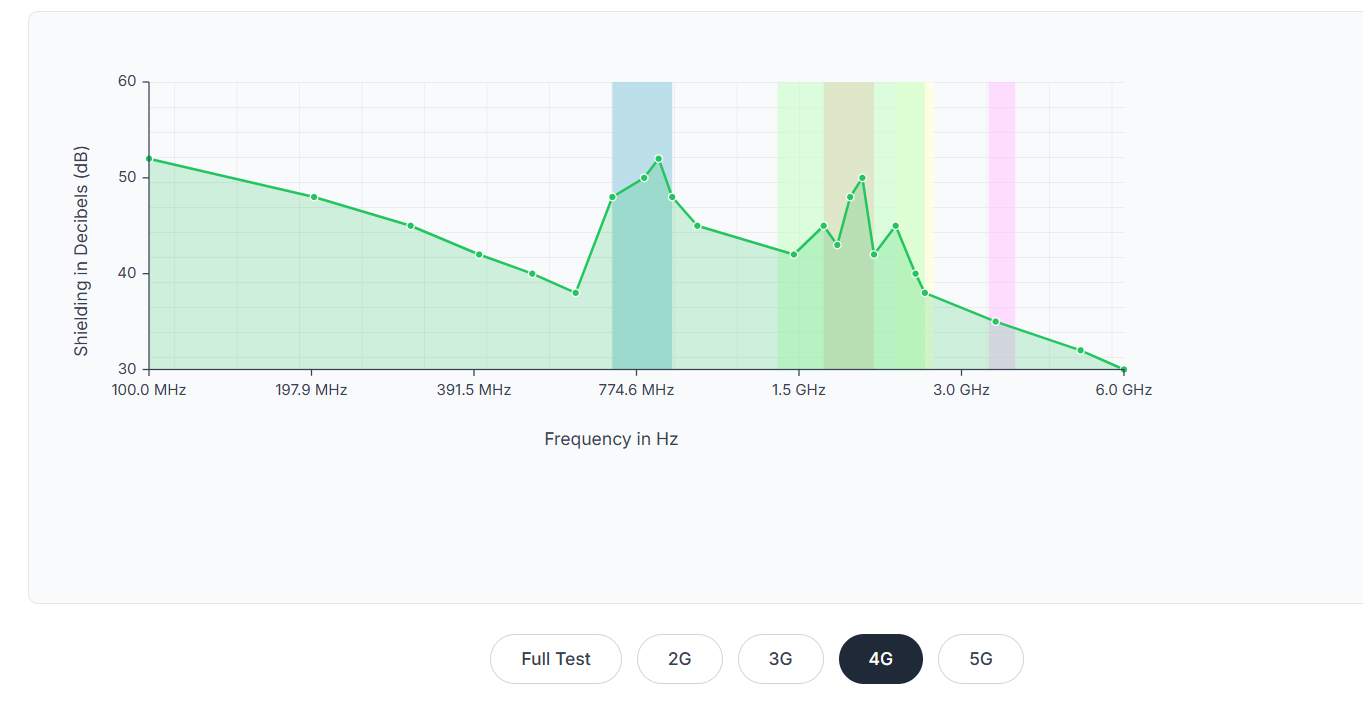 60
50
40
30
Shielding in Decibels (dB)
100.0 MHz 197.9 MHz 391.5 MHz 774.6 MHz 1.5 GHz 3.0 GHz 6.0 GHz
Frequency in Hz
Full Test 2G 3G 4G 5G